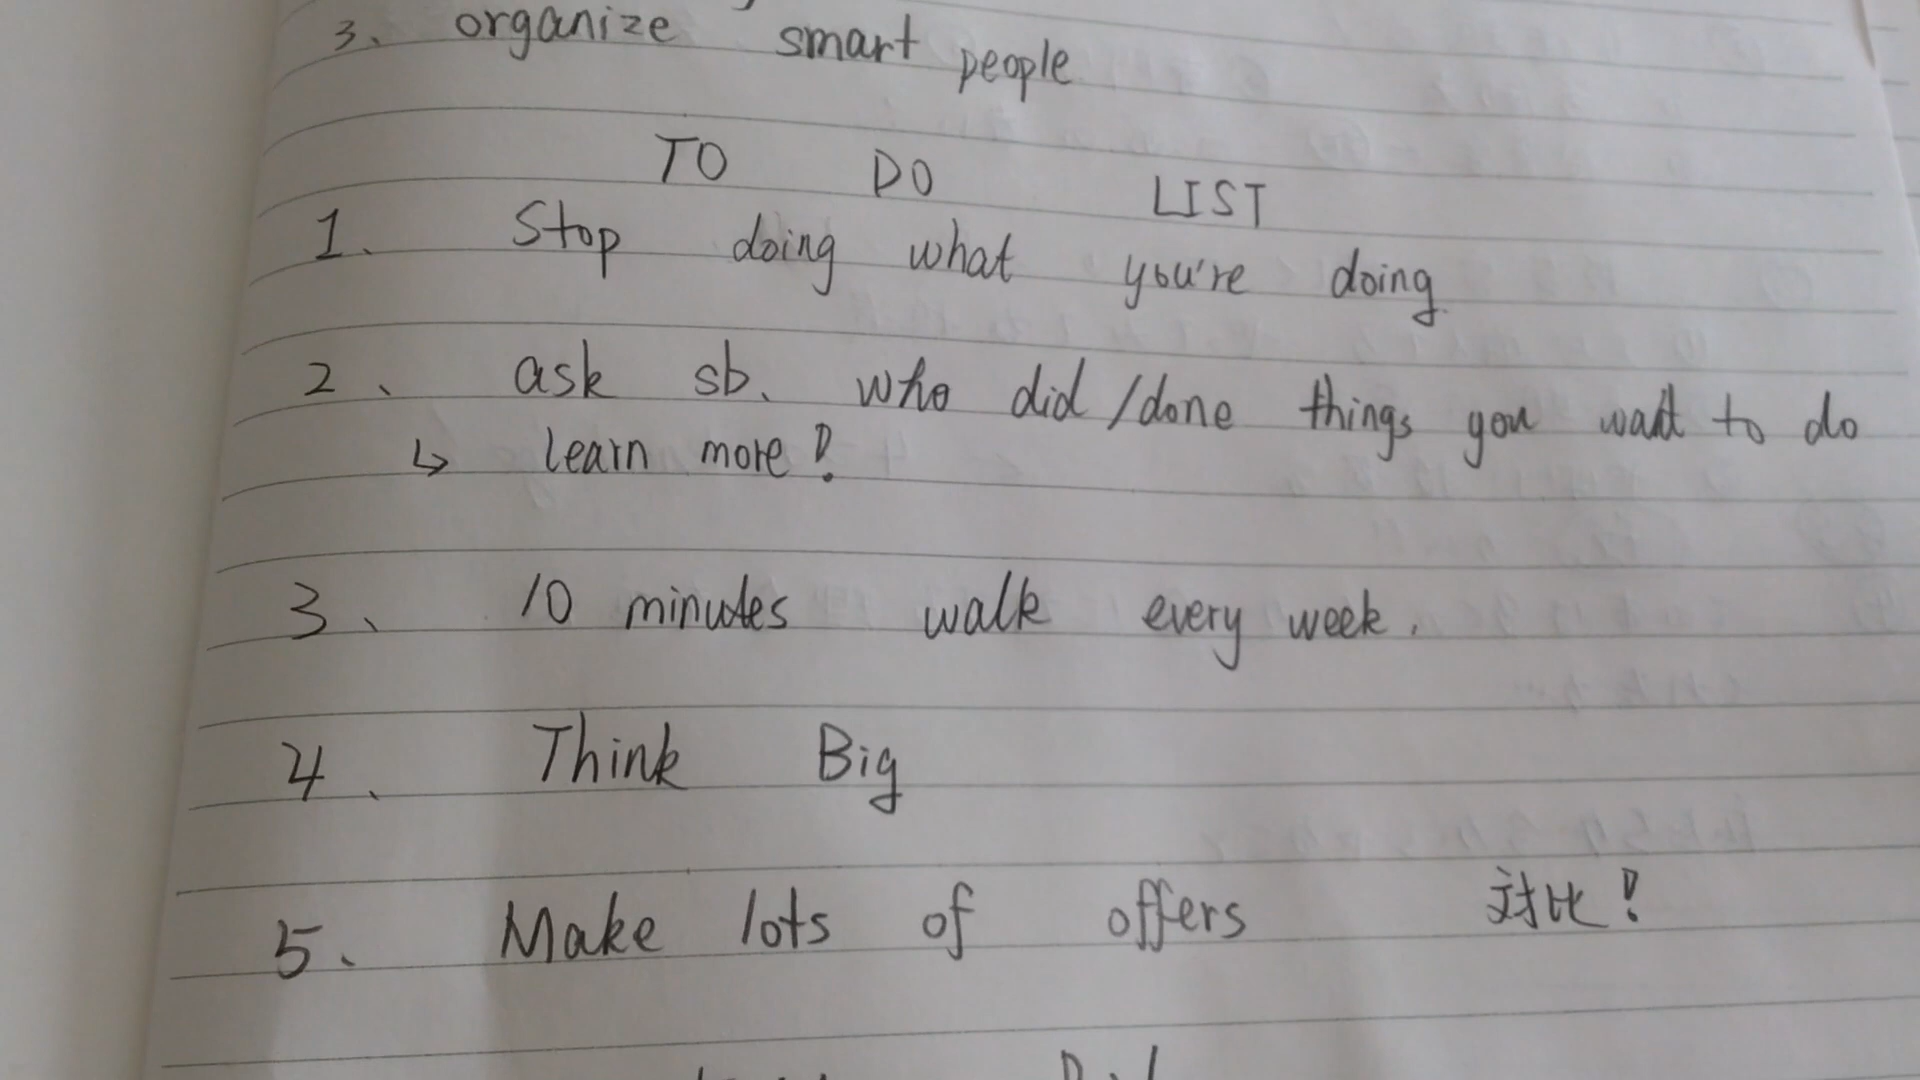 3. organize smart people
TO DO LIST
1. Stop doing what you're doing.
2、 ask sb. who did/done things you want to do
↳ learn more!
3、 10 minutes walk every week.
4、 Think Big
5、 Make lots of offers 对比!